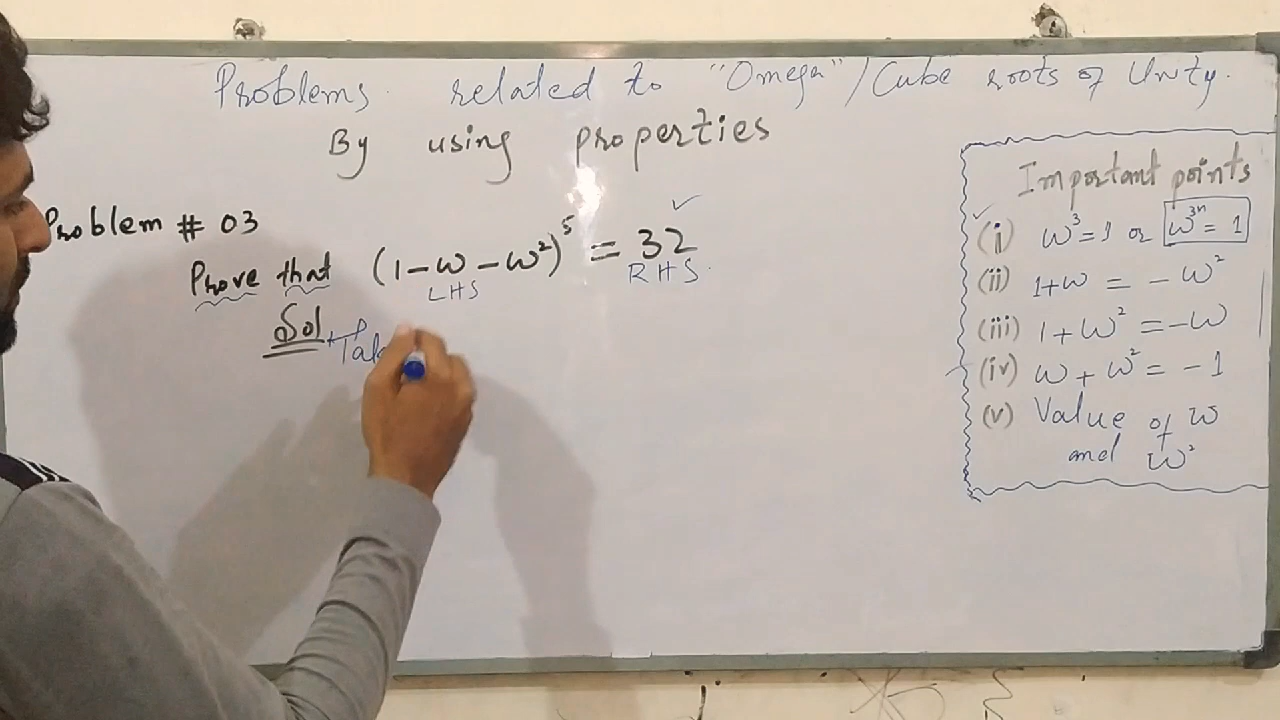 Problems related to "Omega"/Cube roots of Unity.
By using properties
Problem # 03
Prove that (1-ω-ω²)⁵ = 32 ✓
LHS RHS.
Sol
Important points
✓ (i) ω³=1 or ω³ⁿ= 1
(ii) 1+ω = -ω²
(iii) 1+ω² =-ω
(iv) ω + ω² = -1
(v) Value of ω
and ω²